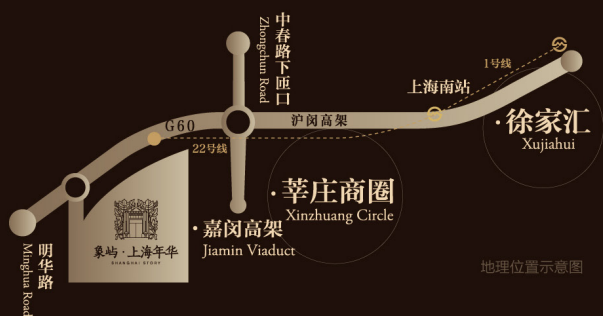 中春路下匝口
Zhongchun Road
1号线
上海南站
·徐家汇
Xujiahui
G60
沪闵高架
22号线
·莘庄商圈
Xinzhuang Circle
·嘉闵高架
Jiamin Viaduct
象屿·上海年华
SHANGHAI STORY
明华路
Minghua Road
地理位置示意图